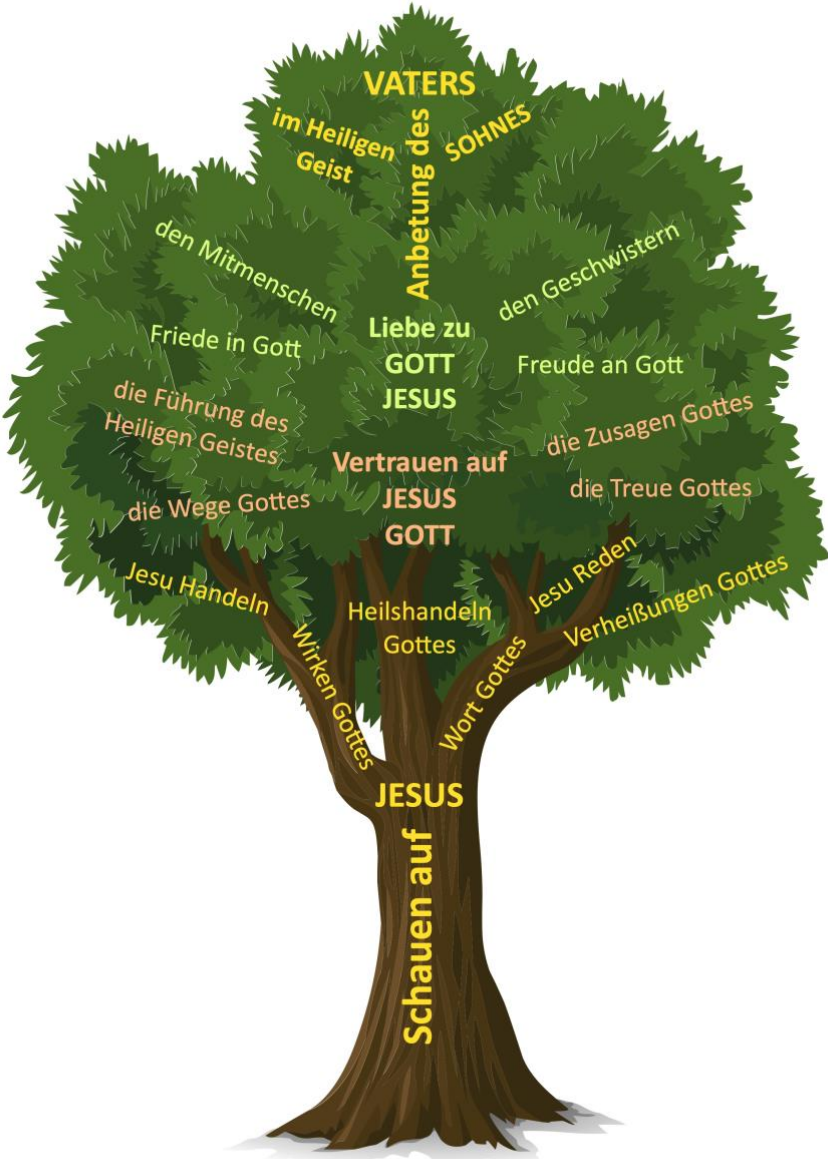 VATERS
im Heiligen
Geist
Anbetung des
SOHNES
den Mitmenschen
den Geschwistern
Liebe zu
GOTT
JESUS
Friede in Gott
Freude an Gott
die Führung des
Heiligen Geistes
die Zusagen Gottes
Vertrauen auf
JESUS
GOTT
die Wege Gottes
die Treue Gottes
Jesu Handeln
Heilshandeln
Gottes
Jesu Reden
Verheißungen Gottes
Wirken Gottes
Wort Gottes
JESUS
Schauen auf